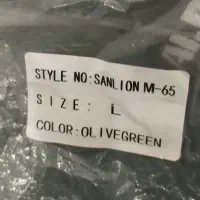 STYLE NO:SANLION M-65
SIZE: L
COLOR:OLIVEGREEN